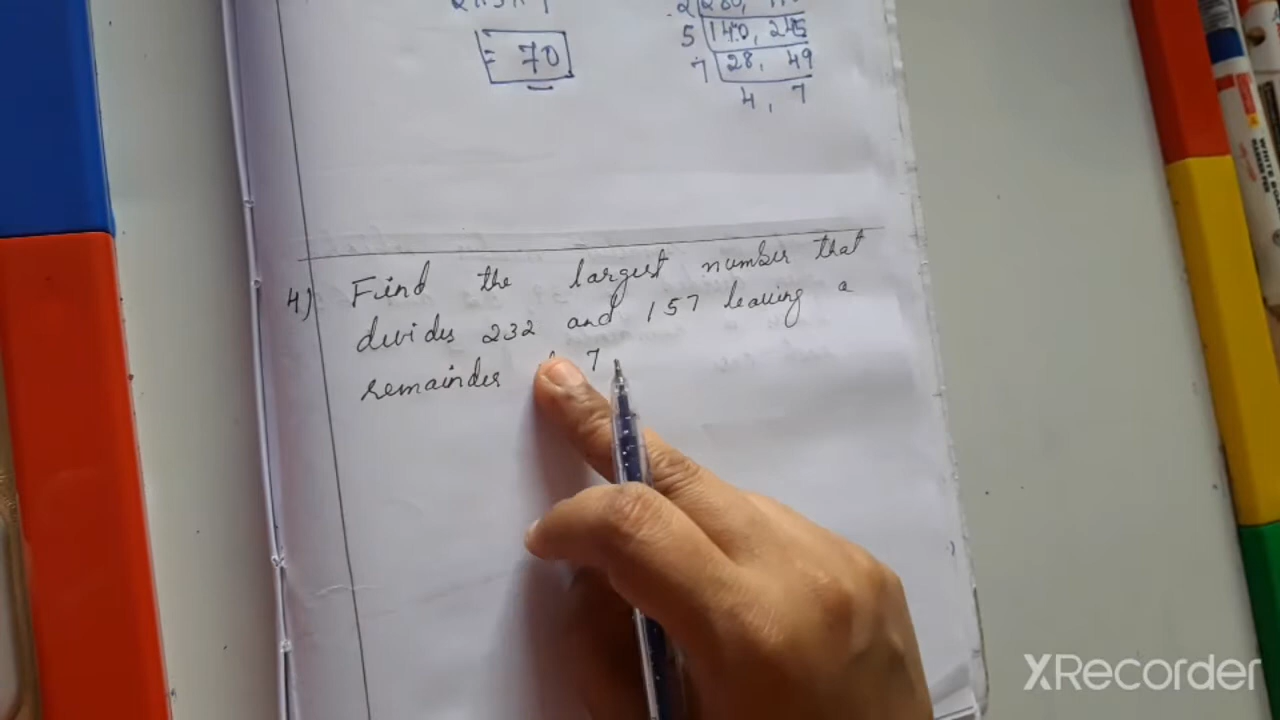 = 70
5 140, 245
7 28, 49
4, 7
4) Find the largest number that
divides 232 and 157 leaving a
remainder 7
XRecorder